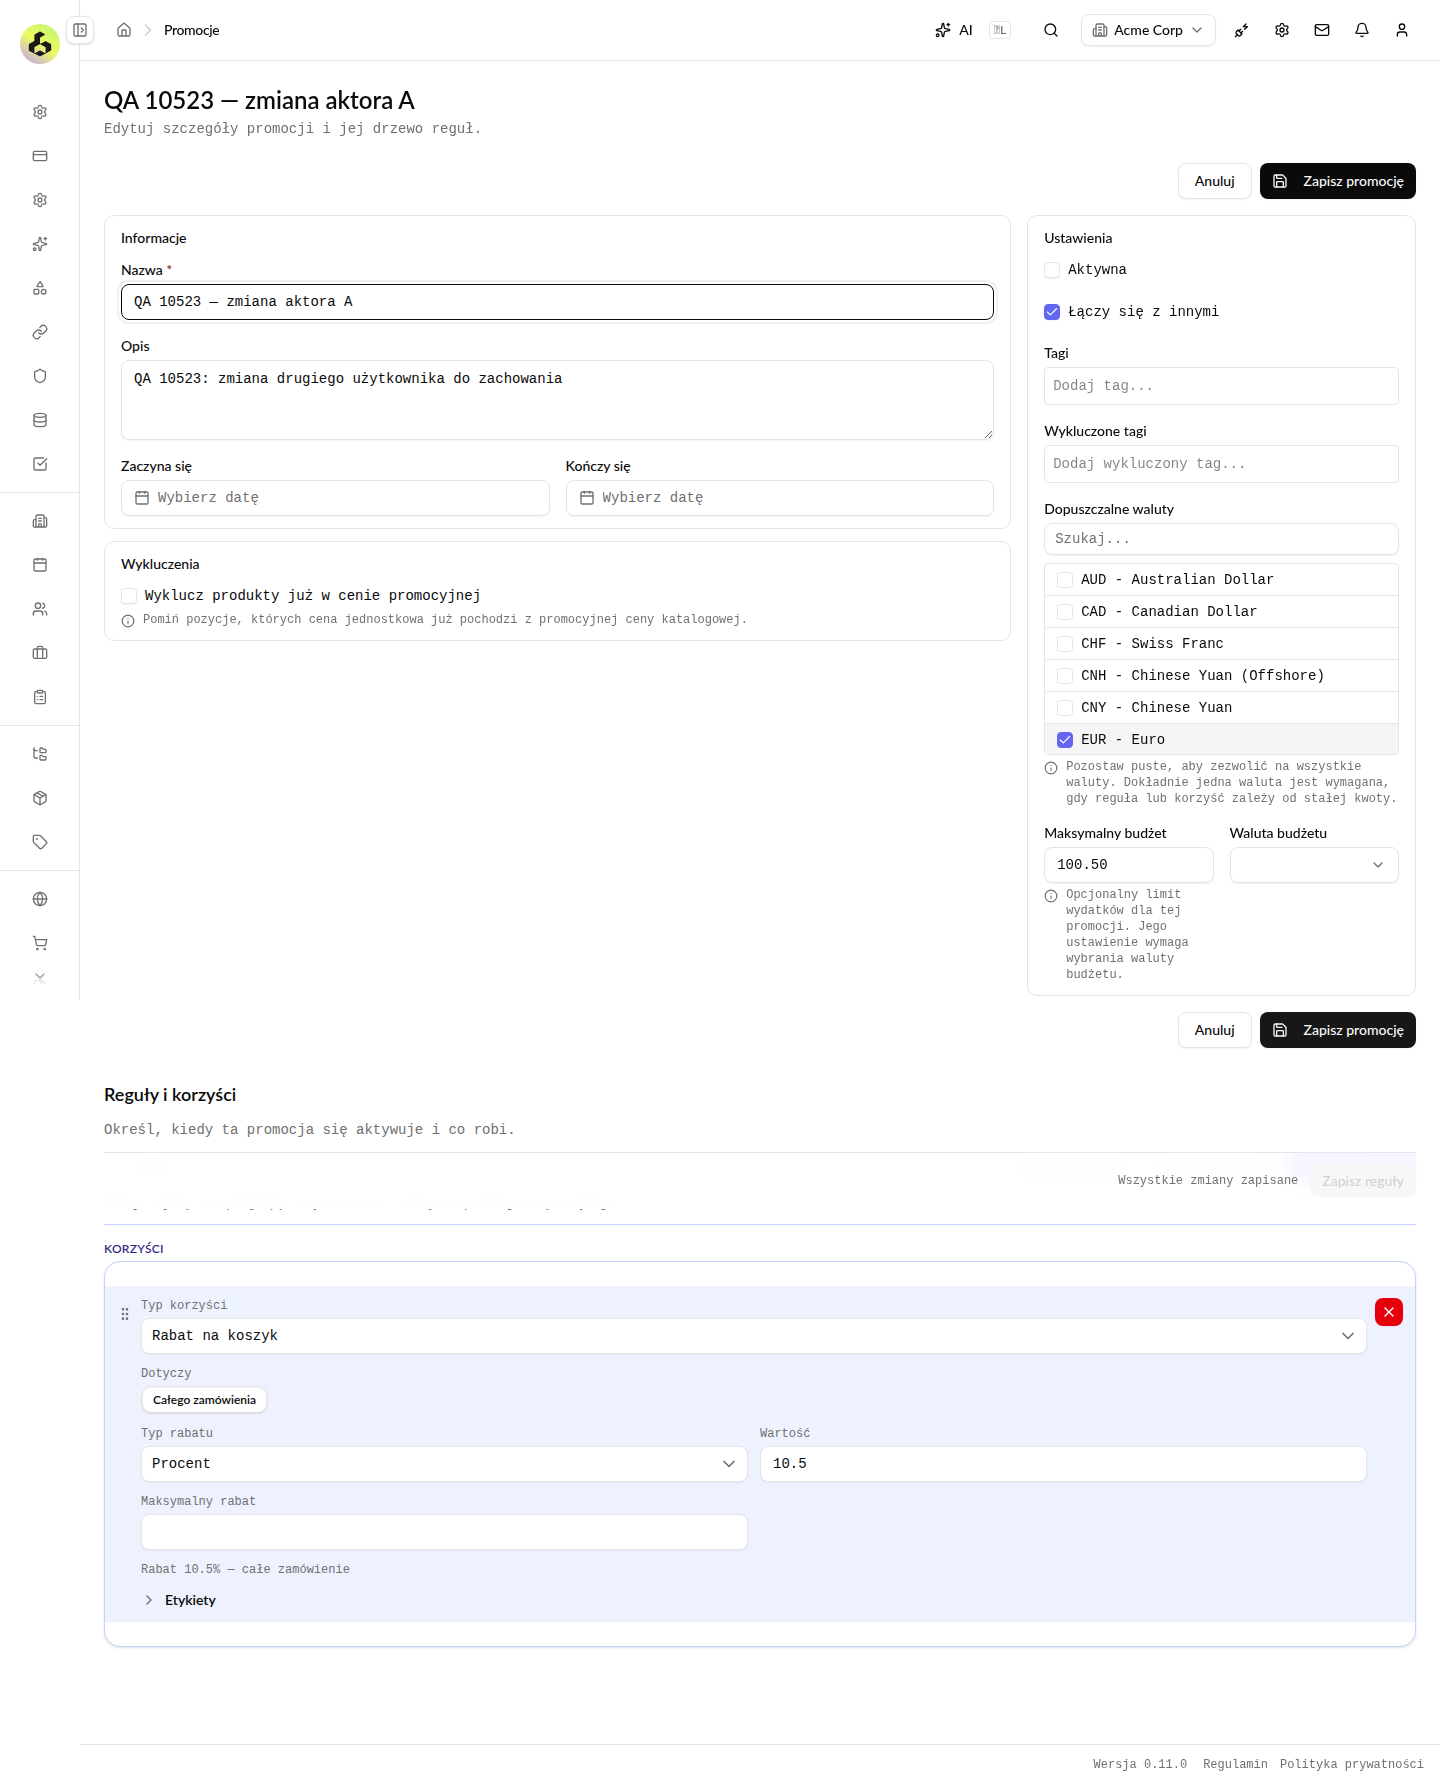 Promocje
AI
L
Acme Corp
QA 10523 — zmiana aktora A
Edytuj szczegóły promocji i jej drzewo reguł.
Anuluj
Zapisz promocję
Informacje
Nazwa *
QA 10523 — zmiana aktora A
Opis
QA 10523: zmiana drugiego użytkownika do zachowania
Zaczyna się
Kończy się
Wybierz datę
Wybierz datę
Wykluczenia
Wyklucz produkty już w cenie promocyjnej
Pomiń pozycje, których cena jednostkowa już pochodzi z promocyjnej ceny katalogowej.
Ustawienia
Aktywna
Łączy się z innymi
Tagi
Dodaj tag...
Wykluczone tagi
Dodaj wykluczony tag...
Dopuszczalne waluty
Szukaj...
AUD - Australian Dollar
CAD - Canadian Dollar
CHF - Swiss Franc
CNH - Chinese Yuan (Offshore)
CNY - Chinese Yuan
EUR - Euro
Pozostaw puste, aby zezwolić na wszystkie
waluty. Dokładnie jedna waluta jest wymagana,
gdy reguła lub korzyść zależy od stałej kwoty.
Maksymalny budżet
Waluta budżetu
100.50
Opcjonalny limit
wydatków dla tej
promocji. Jego
ustawienie wymaga
wybrania waluty
budżetu.
Anuluj
Zapisz promocję
Reguły i korzyści
Określ, kiedy ta promocja się aktywuje i co robi.
Wszystkie zmiany zapisane
Zapisz reguły
KORZYŚCI
Typ korzyści
Rabat na koszyk
Dotyczy
Całego zamówienia
Typ rabatu
Wartość
Procent
10.5
Maksymalny rabat
Rabat 10.5% — całe zamówienie
Etykiety
Wersja 0.11.0
Regulamin
Polityka prywatności